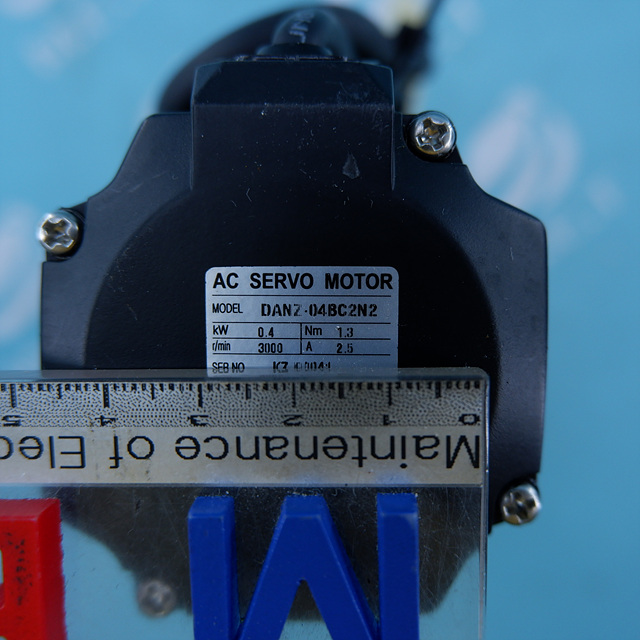 AC SERVO MOTOR
MODEL DANZ-04BC2N2
kW 0.4 Nm 1.3
r/min 3000 A 2.5
SER NO
5 4 3 2 1 0
Maintenance of Elec
M